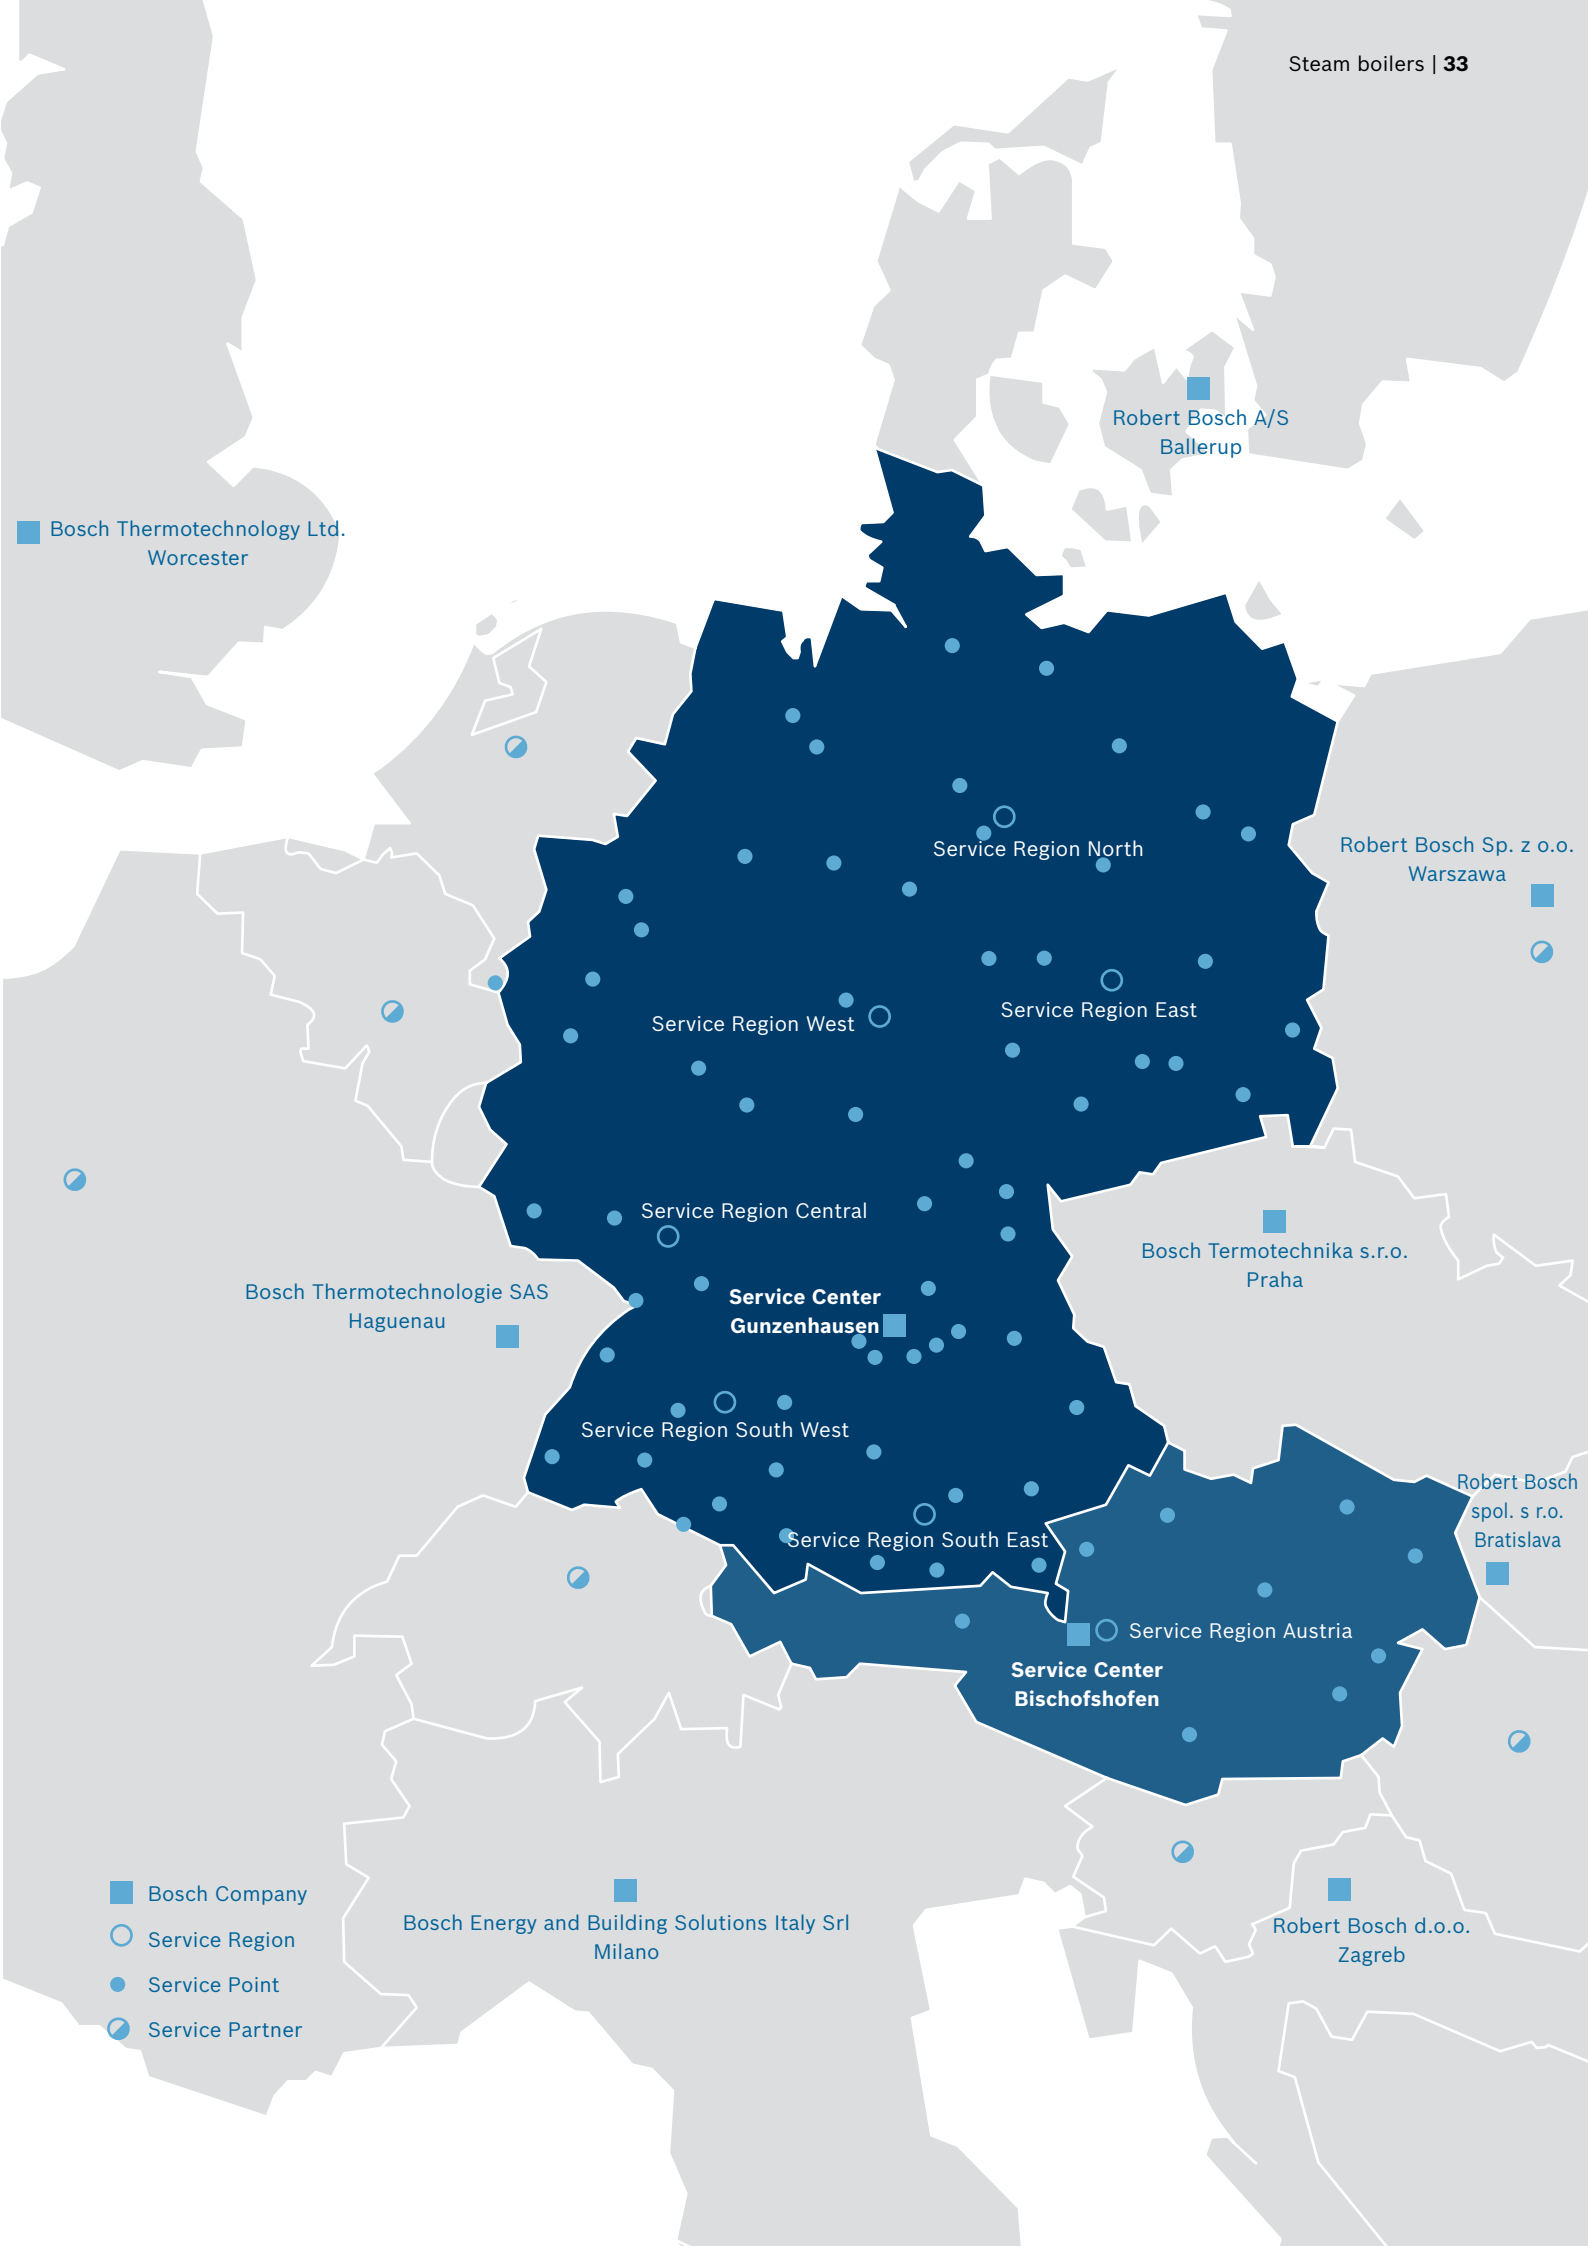 Steam boilers | 33
Robert Bosch A/S
Ballerup
Bosch Thermotechnology Ltd.
Worcester
Service Region North
Robert Bosch Sp. z o.o.
Warszawa
Service Region East
Service Region West
Service Region Central
Bosch Termotechnika s.r.o.
Praha
Bosch Thermotechnologie SAS
Haguenau
Service Center
Gunzenhausen
Service Region South West
Robert Bosch
spol. s r.o.
Bratislava
Service Region South East
Service Region Austria
Service Center
Bischofshofen
Bosch Company
Service Region
Service Point
Service Partner
Bosch Energy and Building Solutions Italy Srl
Milano
Robert Bosch d.o.o.
Zagreb